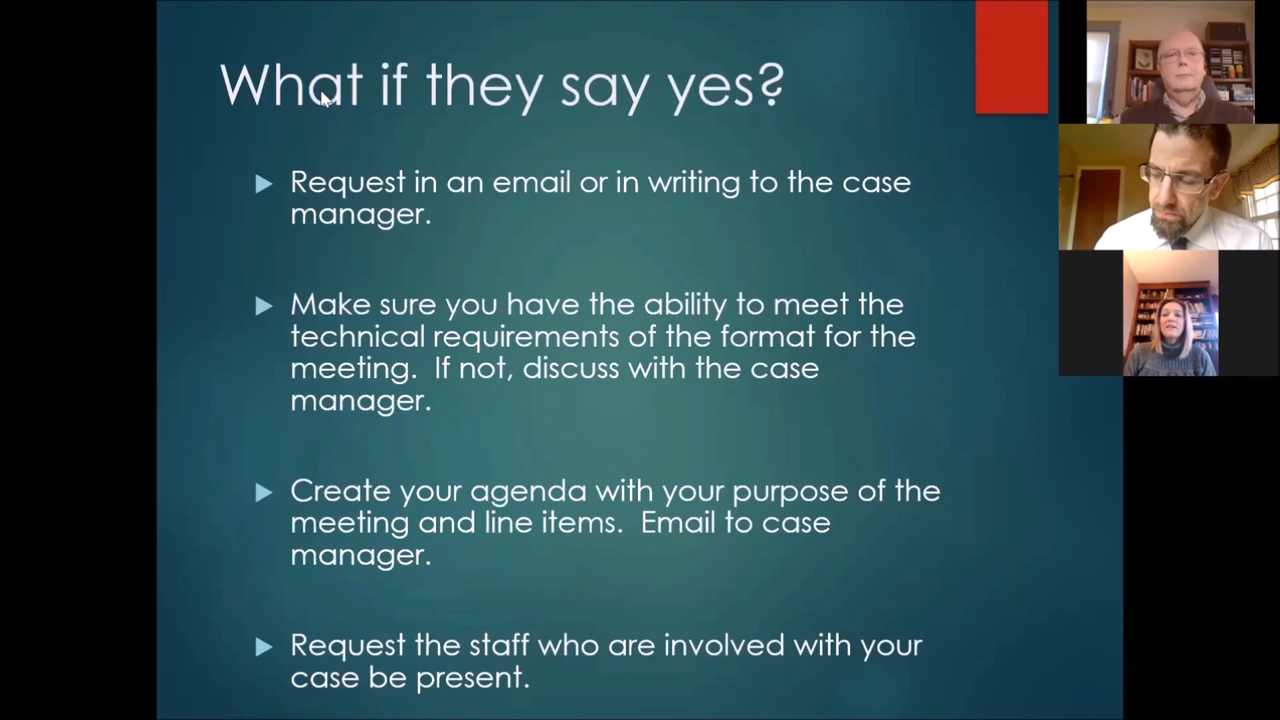 What if they say yes?
Request in an email or in writing to the case
manager.
Make sure you have the ability to meet the
technical requirements of the format for the
meeting.  If not, discuss with the case
manager.
Create your agenda with your purpose of the
meeting and line items.  Email to case
manager.
Request the staff who are involved with your
case be present.